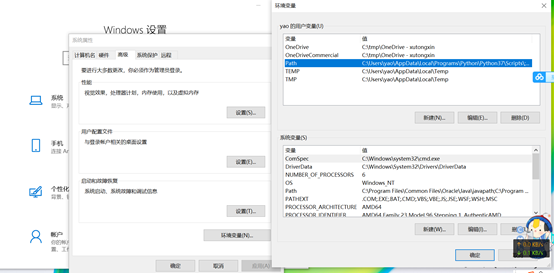 Windows 设置
系统
手机
个性化
帐户
系统属性
计算机名 硬件 高级 系统保护 远程
要进行大多数更改，你必须作为管理员登录。
性能
视觉效果，处理器计划，内存使用，以及虚拟内存
设置(S)...
用户配置文件
与登录帐户相关的桌面设置
设置(E)...
启动和故障恢复
系统启动、系统故障和调试信息
设置(T)...
环境变量(N)...
确定 取消
环境变量
yao 的用户变量(U)
变量 值
OneDrive C:\tmp\OneDrive - autongxin
OneDriveCommercial C:\tmp\OneDrive - autongxin
Path C:\Users\yao\AppData\Local\Programs\Python\Python37\Scripts\;...
TEMP C:\Users\yao\AppData\Local\Temp
TMP C:\Users\yao\AppData\Local\Temp
新建(N)... 编辑(E)... 删除(D)
系统变量(S)
变量 值
ComSpec C:\Windows\system32\cmd.exe
DriverData C:\Windows\System32\Drivers\DriverData
NUMBER_OF_PROCESSORS 6
OS Windows_NT
Path C:\Program Files\Common Files\Oracle\Java\javapath;C:\Program ...
PATHEXT .COM;.EXE;.BAT;.CMD;.VBS;.VBE;.JS;.JSE;.WSF;.WSH;.MSC
PROCESSOR_ARCHITECTURE AMD64
PROCESSOR_IDENTIFIER AMD64 Family 23 Model 96 Stepping 1, AuthenticAMD
新建(W)... 编辑(I)...
确定
↑ 0.0 KB/s
↓ 0.1 KB/s